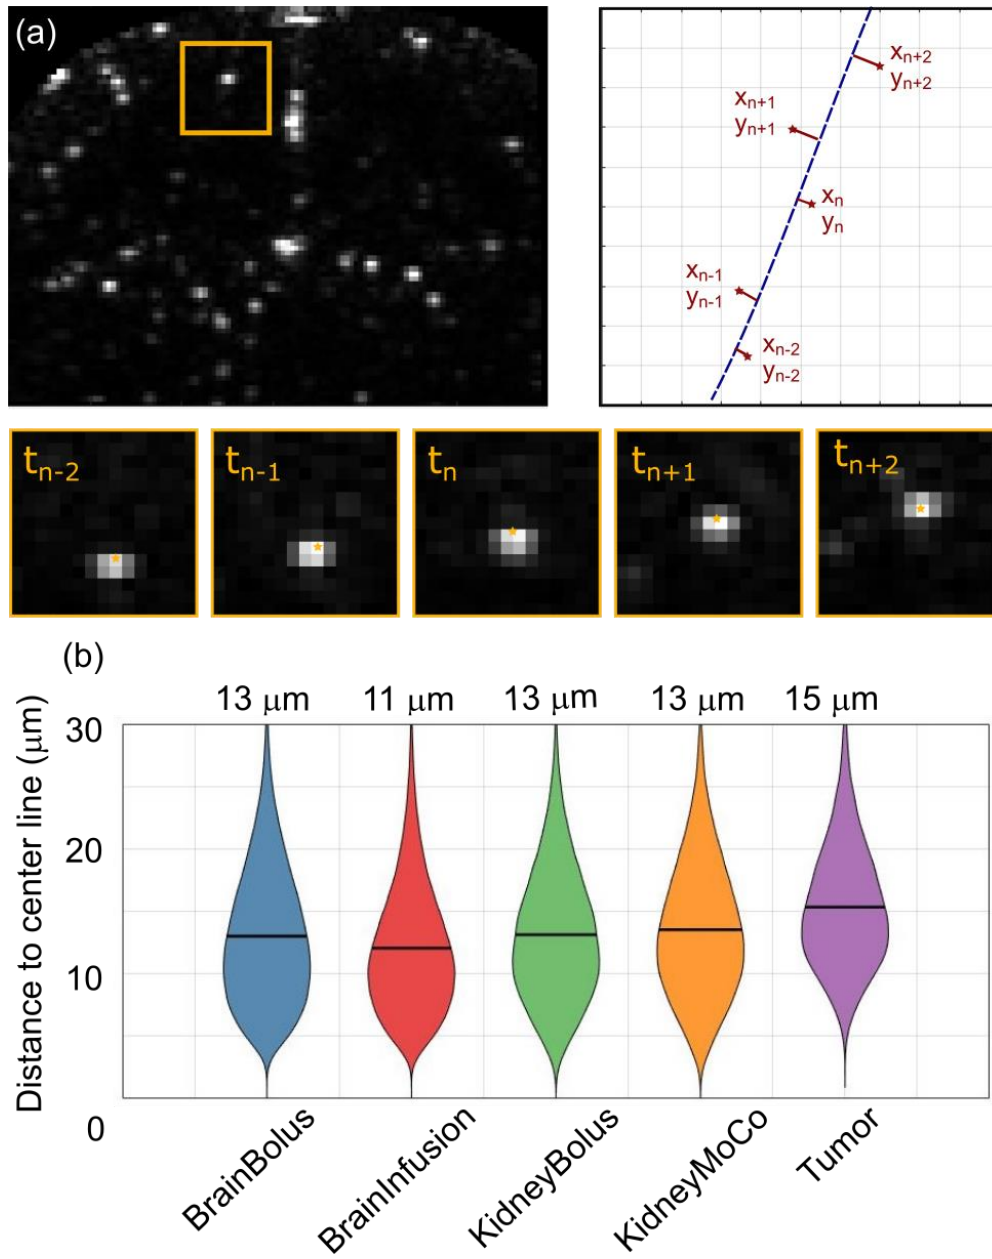 (a)
xn+2
yn+2
xn+1
yn+1
xn
yn
xn-1
yn-1
xn-2
yn-2
tn-2
tn-1
tn
tn+1
tn+2
(b)
13 μm
11 μm
13 μm
13 μm
15 μm
Distance to center line (μm)
30
20
10
0
BrainBolus
BrainInfusion
KidneyBolus
KidneyMoCo
Tumor